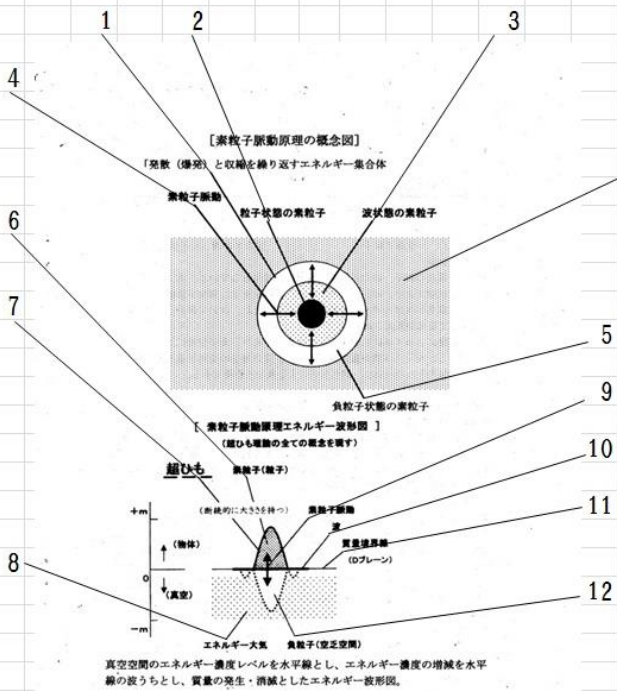 1
2
3
4
[素粒子脈動原理の概念図]
「発散(爆発)と収縮を繰り返すエネルギー集合体
素粒子脈動
粒子状態の素粒子
波状態の素粒子
6
7
5
負粒子状態の素粒子
9
[ 素粒子脈動原理エネルギー波形図 ]
(超ひも理論の全ての概念を現す)
10
超ひも
素粒子(粒子)
11
+m
(断続的に大きさを持つ)
素粒子脈動
波
質量境界線
(Dブレーン)
8
(物体)
0
(真空)
12
-m
エネルギー大気
負粒子(空乏空間)
真空空間のエネルギー濃度レベルを水平線とし、エネルギー濃度の増減を水平
線の波うちとし、質量の発生・消滅としたエネルギー波形図。